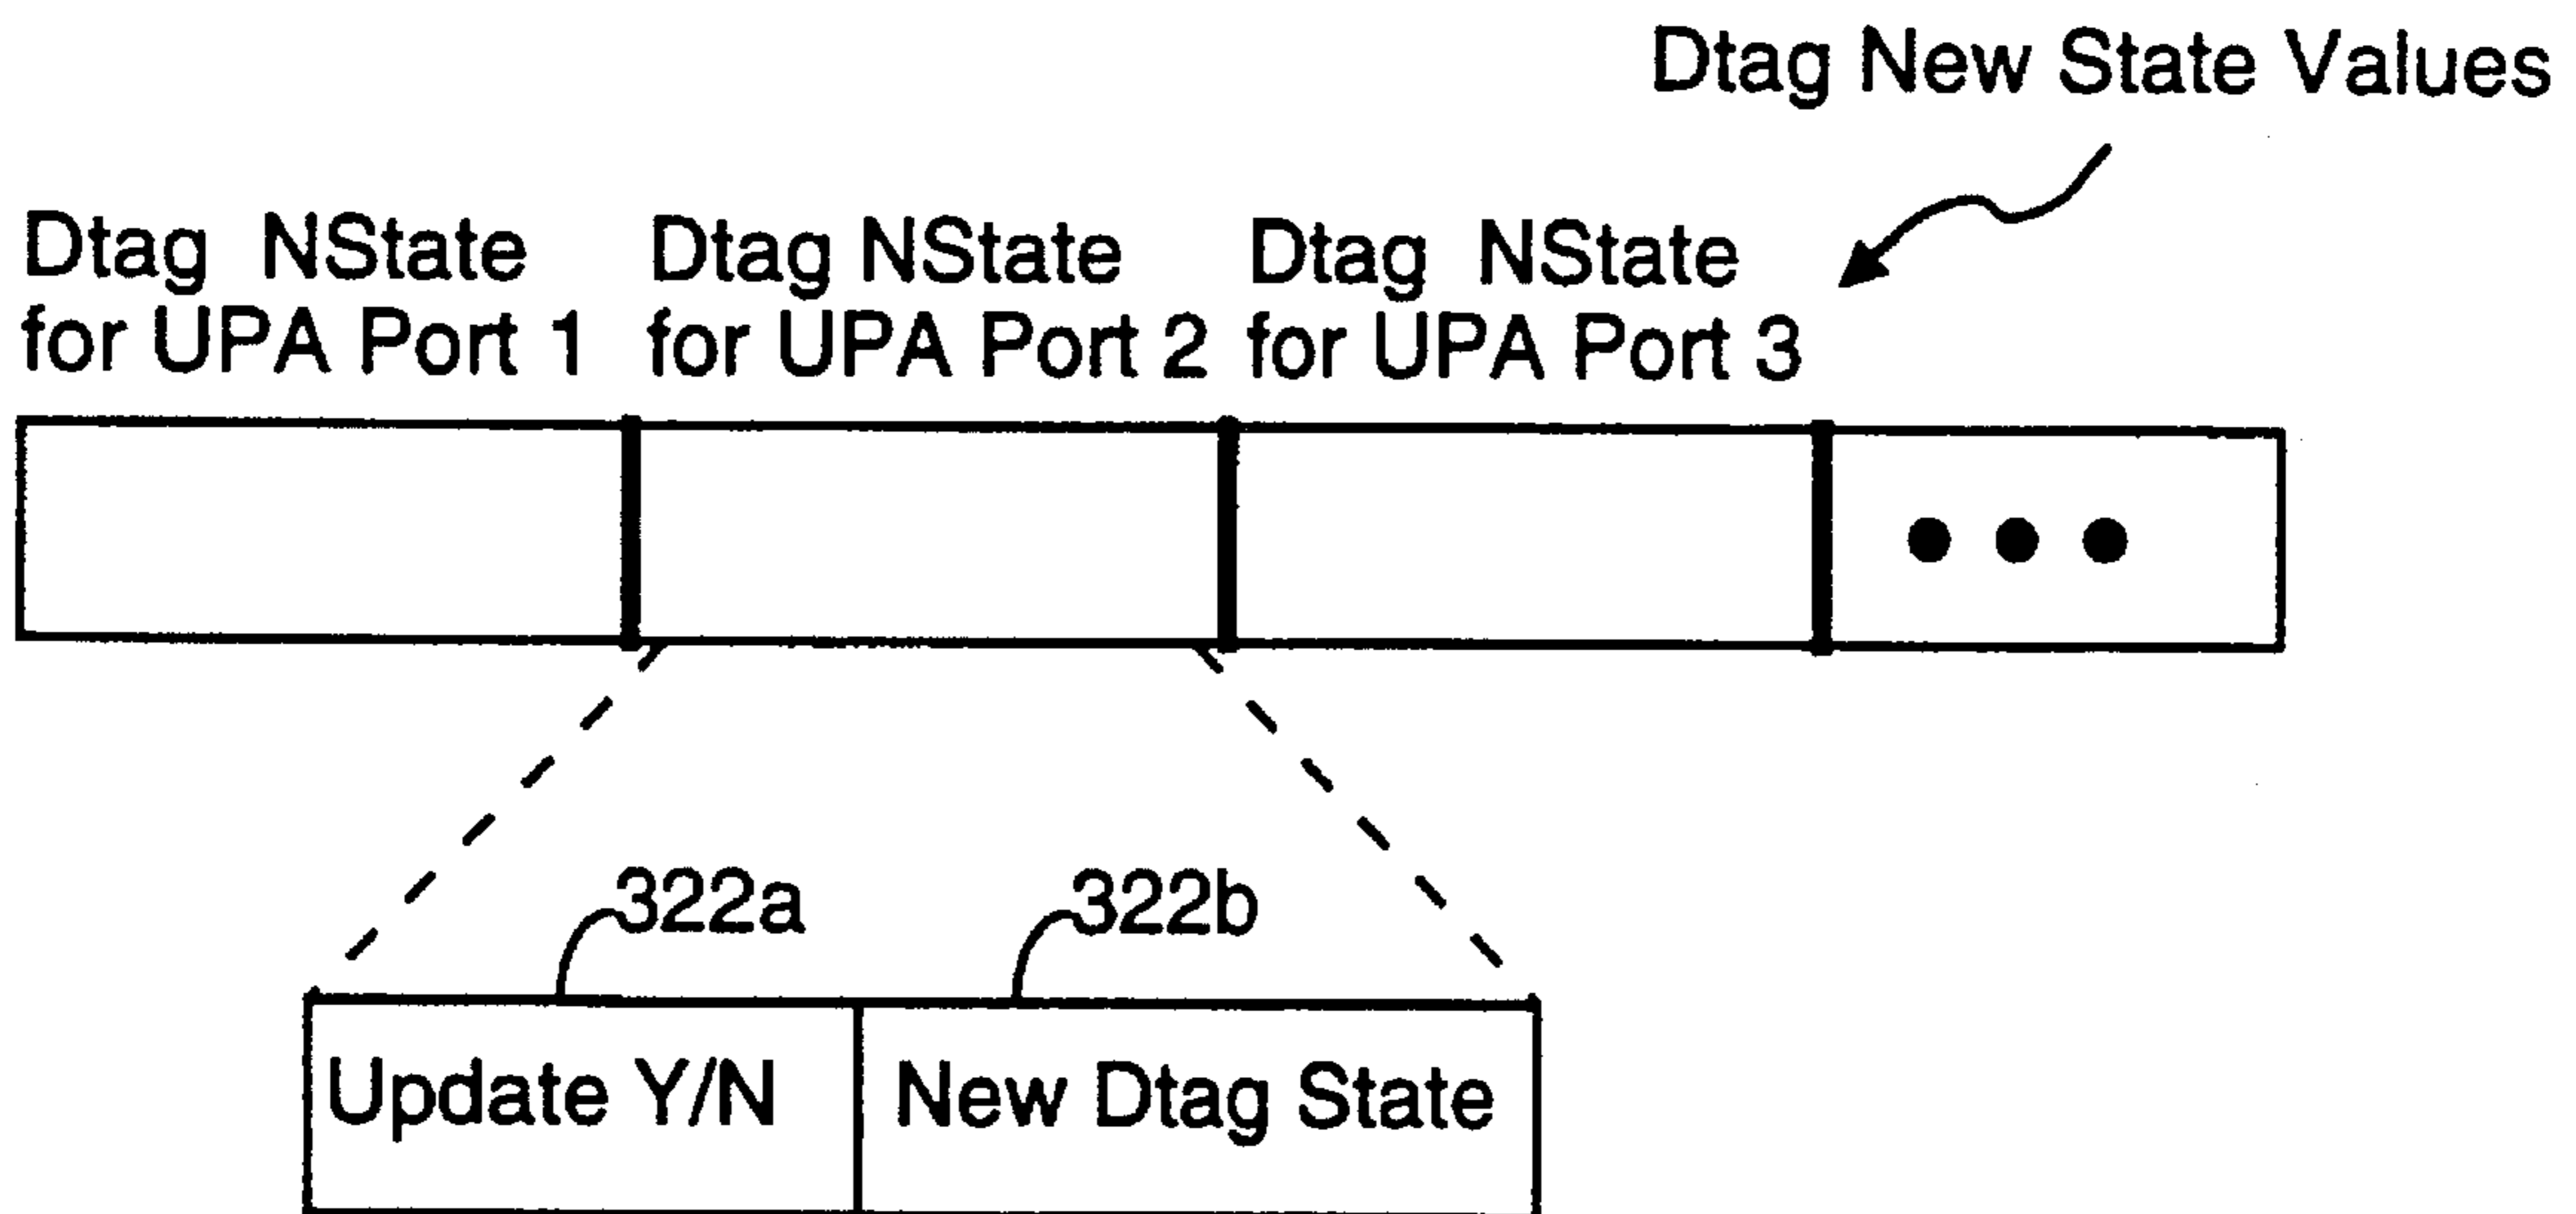 Dtag New State Values
Dtag NState
for UPA Port 1
Dtag NState
for UPA Port 2
Dtag NState
for UPA Port 3
322a
322b
Update Y/N
New Dtag State